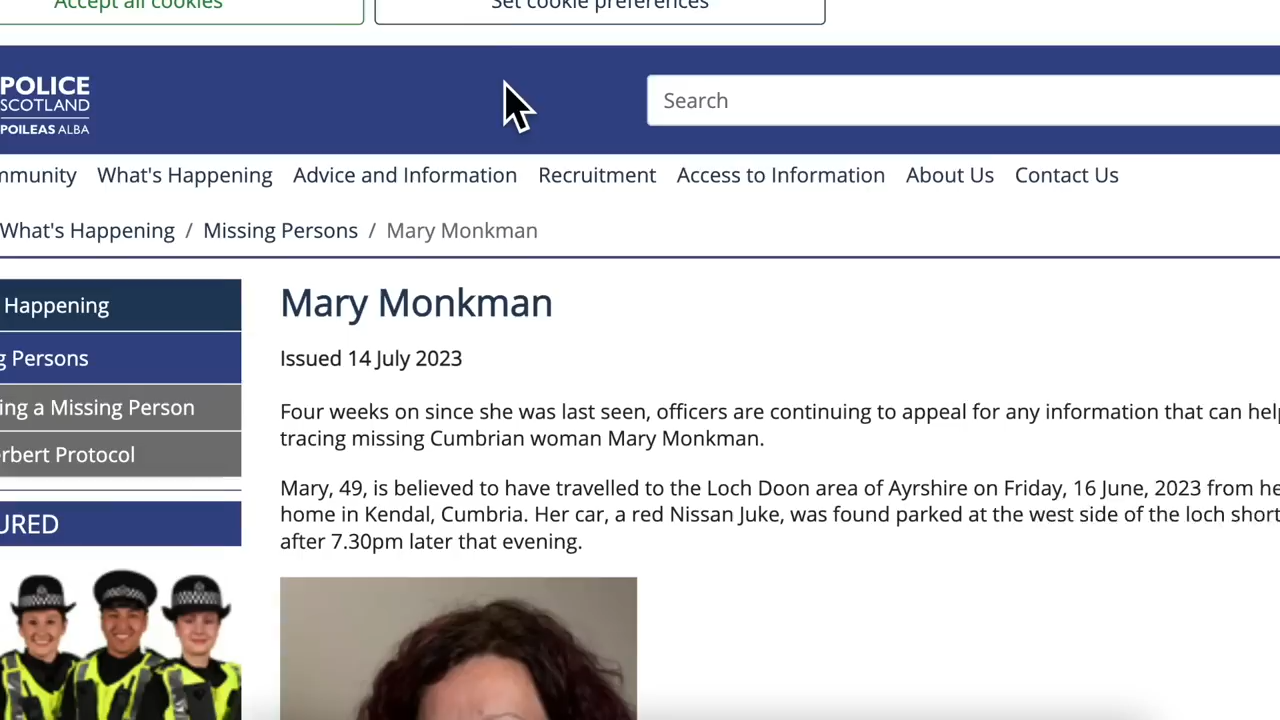 Accept all cookies
Set cookie preferences
POLICE
SCOTLAND
POILEAS ALBA
Search
mmunity What's Happening Advice and Information Recruitment Access to Information About Us Contact Us
What's Happening / Missing Persons / Mary Monkman
Happening
g Persons
ing a Missing Person
erbert Protocol
URED
Mary Monkman
Issued 14 July 2023
Four weeks on since she was last seen, officers are continuing to appeal for any information that can help
tracing missing Cumbrian woman Mary Monkman.
Mary, 49, is believed to have travelled to the Loch Doon area of Ayrshire on Friday, 16 June, 2023 from he
home in Kendal, Cumbria. Her car, a red Nissan Juke, was found parked at the west side of the loch short
after 7.30pm later that evening.